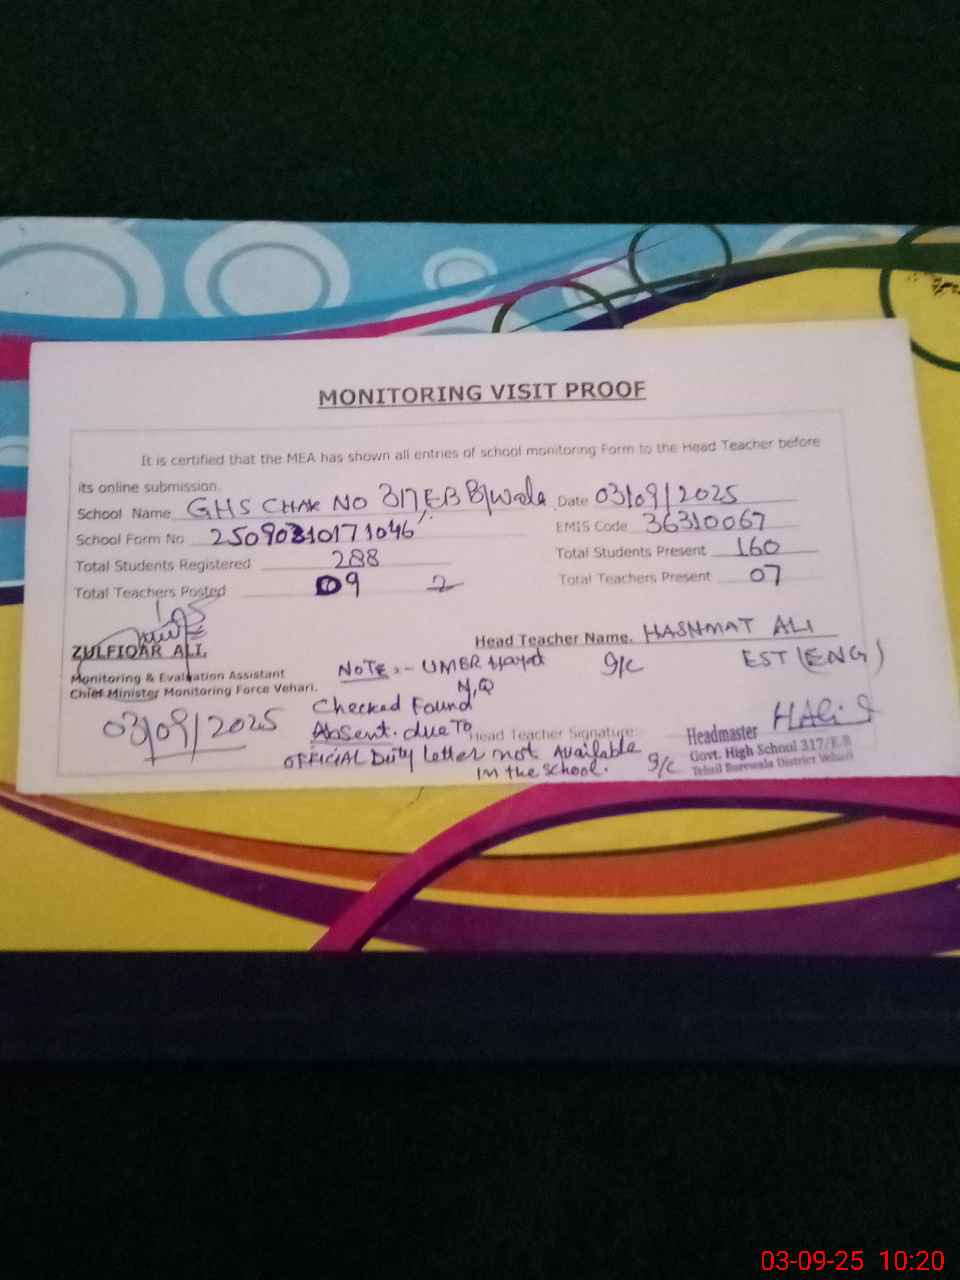 MONITORING VISIT PROOF
It is certified that the MEA has shown all entries of school monitoring Form to the Head Teacher before
its online submission.
School Name GHS CHAK NO 317 EB B/Wala Date 03/09/2025
School Form No 25090310171046 EMIS Code 36310067
Total Students Registered 288 Total Students Present 160
Total Teachers Posted 09 2 Total Teachers Present 07
ZULFIQAR ALI. Head Teacher Name. HASHMAT ALI
Monitoring & Evaluation Assistant NOTE:- UMER Hayat I/C EST (ENG)
Chief Minister Monitoring Force Vehari. N,Q
03/09/2025 Checked Found
Absent. due To Head Teacher Signature: Headmaster
OFFICIAL Duty Letter not Available Govt. High School 317/E.B
In the school. I/C Tehsil Burewala District Vehari
03-09-25 10:20